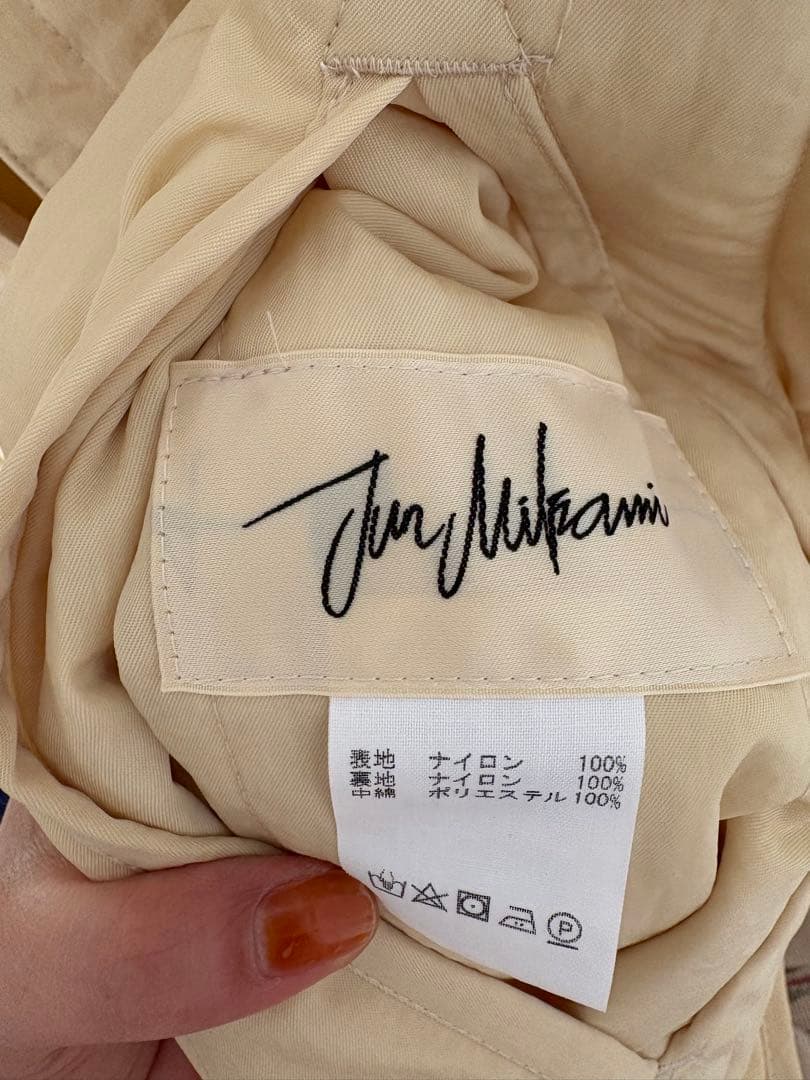 Jun Mikami
表地 ナイロン 100%
裏地 ナイロン 100%
中綿 ポリエステル 100%
P